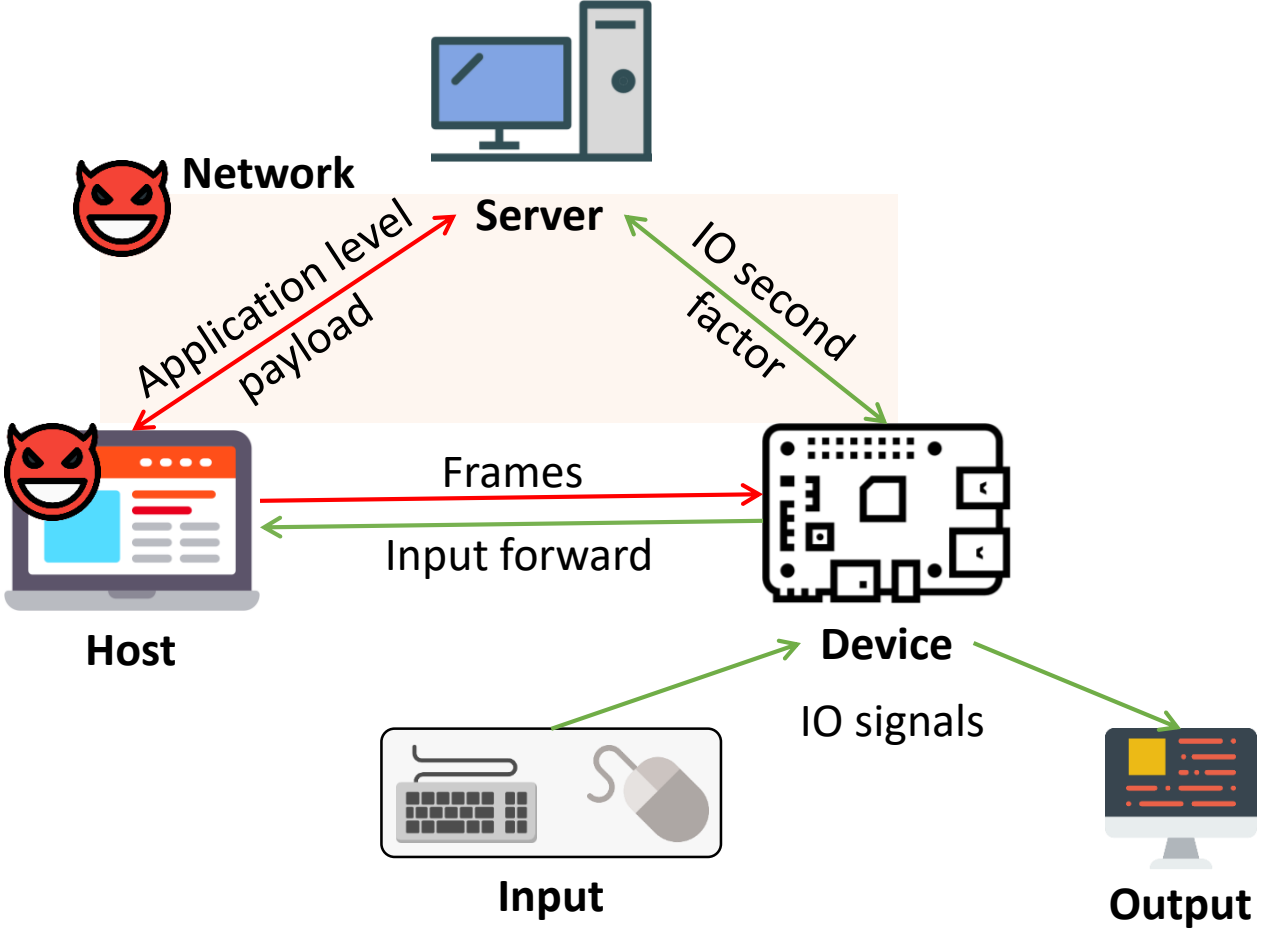 Network
Server
Application level
payload
IO second
factor
Frames
Input forward
Host
Device
IO signals
Input
Output